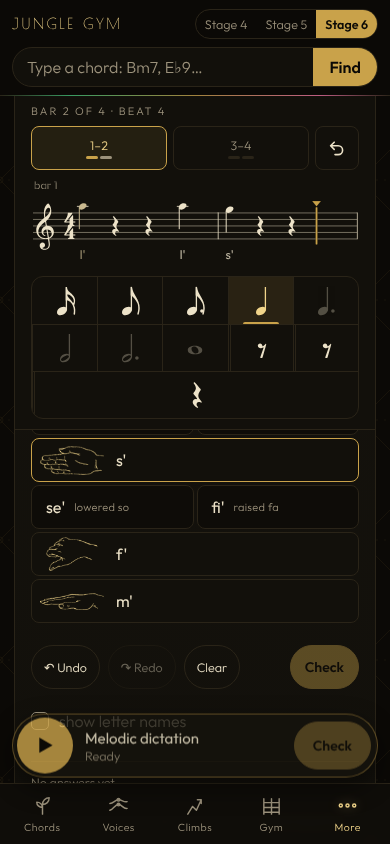 JUNGLE GYM
Stage 4 Stage 5 Stage 6
Type a chord: Bm7, E♭9... Find
BAR 2 OF 4 · BEAT 4
1–2 3–4
bar 1
4
4
l' l' s'
s'
se' lowered so fi' raised fa
f'
m'
Undo Redo Clear Check
show letter names
Melodic dictation
Ready
Check
No answers yet
Chords Voices Climbs Gym More